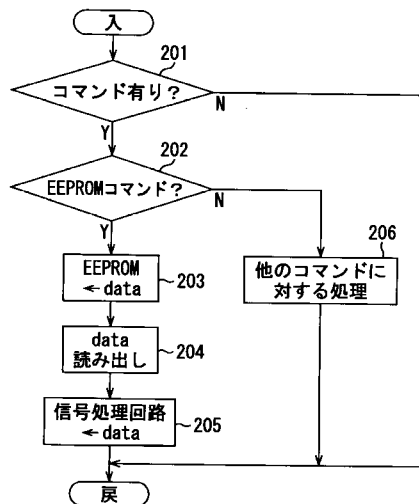 入
201
コマンド有り?
N
Y
202
EEPROMコマンド?
N
Y
206
EEPROM
←data
203
他のコマンドに
対する処理
data
読み出し
204
信号処理回路
←data
205
戻